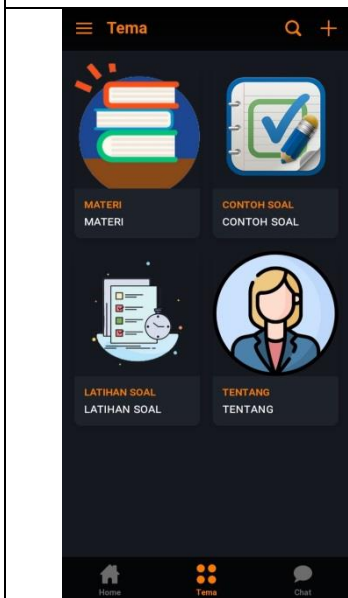 Tema
MATERI
MATERI
CONTOH SOAL
CONTOH SOAL
LATIHAN SOAL
LATIHAN SOAL
TENTANG
TENTANG
Home
Tema
Chat